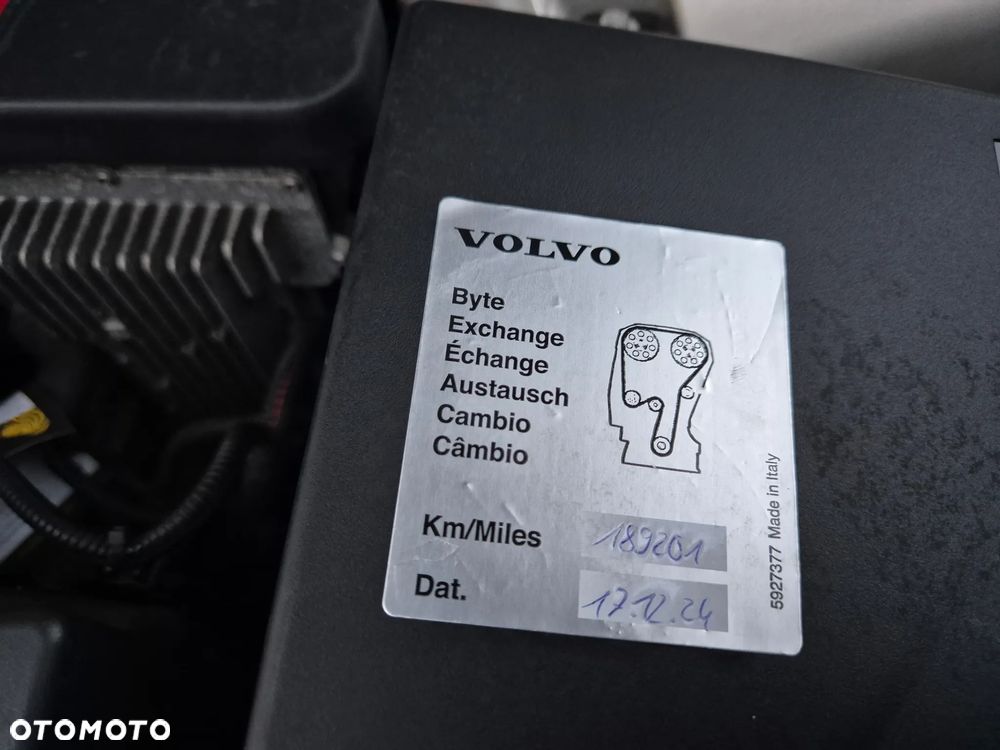 VOLVO
Byte
Exchange
Échange
Austausch
Cambio
Câmbio
Km/Miles 189201
Dat. 17.12.24
5927377 Made in Italy
OTOMOTO